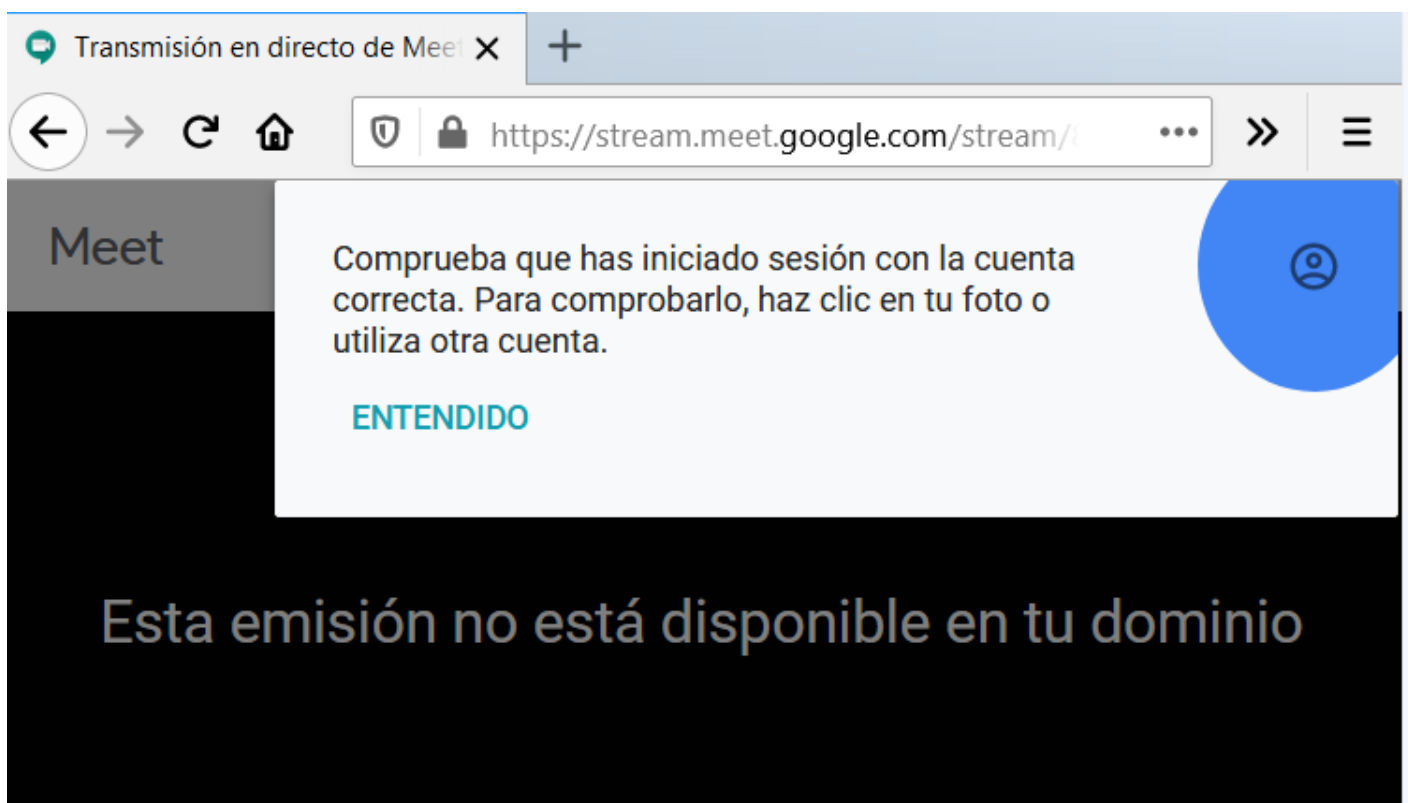 Transmisión en directo de Meet
https://stream.meet.google.com/stream/
Meet
Comprueba que has iniciado sesión con la cuenta
correcta. Para comprobarlo, haz clic en tu foto o
utiliza otra cuenta.
ENTENDIDO
Esta emisión no está disponible en tu dominio